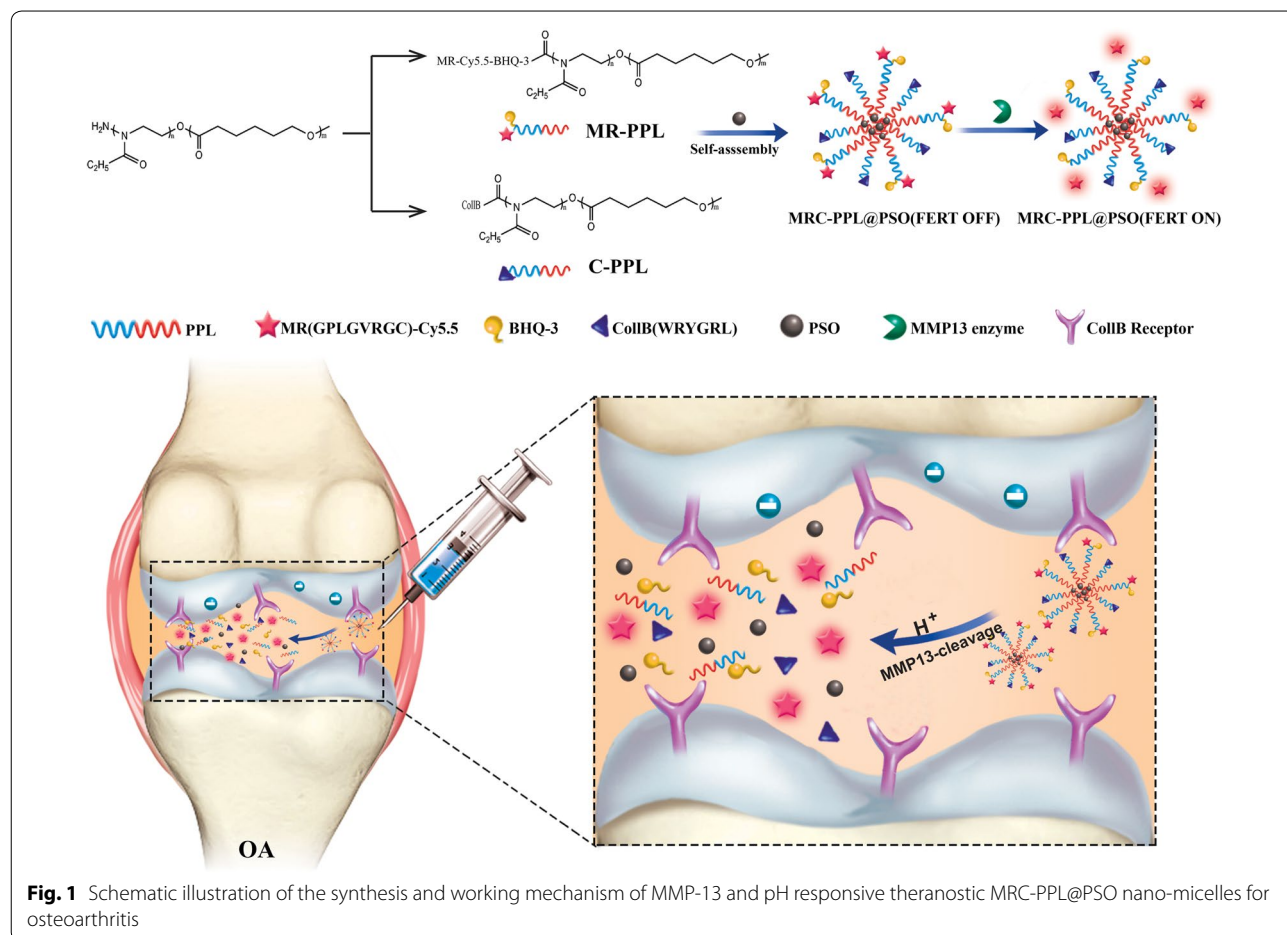 O
MR-Cy5.5-BHQ-3
N
n
O
O
m
C₂H₅
O
H₂N
N
n
O
O
m
C₂H₅
O
MR-PPL
Self-asssembly
MRC-PPL@PSO(FERT OFF)
MRC-PPL@PSO(FERT ON)
O
CollB
N
n
O
O
m
C₂H₅
O
C-PPL
PPL
MR(GPLGVRGC)-Cy5.5
BHQ-3
CollB(WRYGRL)
PSO
MMP13 enzyme
CollB Receptor
H⁺
MMP13-cleavage
OA
Fig. 1 Schematic illustration of the synthesis and working mechanism of MMP-13 and pH responsive theranostic MRC-PPL@PSO nano-micelles for
osteoarthritis